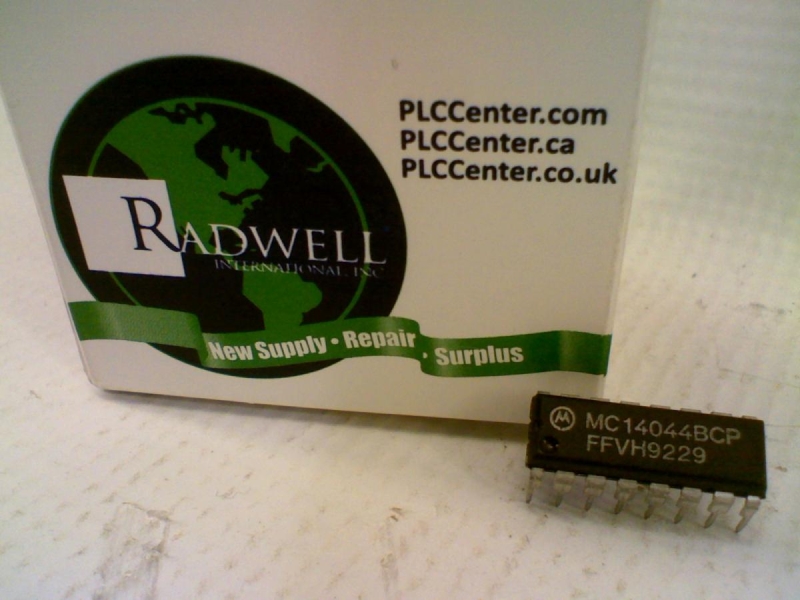 PLCCenter.com
PLCCenter.ca
PLCCenter.co.uk
RADWELL
INTERNATIONAL, INC
New Supply • Repair • Surplus
MC14044BCP
FFVH9229